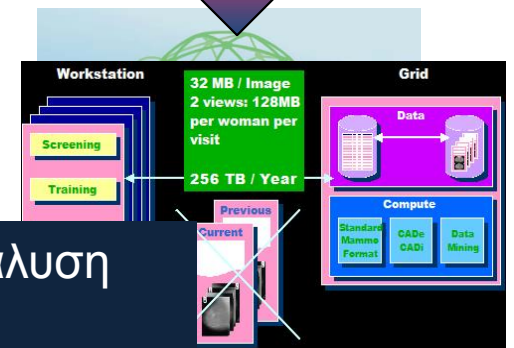 Workstation
Screening
Training
32 MB / Image
2 views: 128MB
per woman per
visit
256 TB / Year
Previous
Current
Grid
Data
Compute
Standard
Mammo
Format
CADe
CADi
Data
Mining